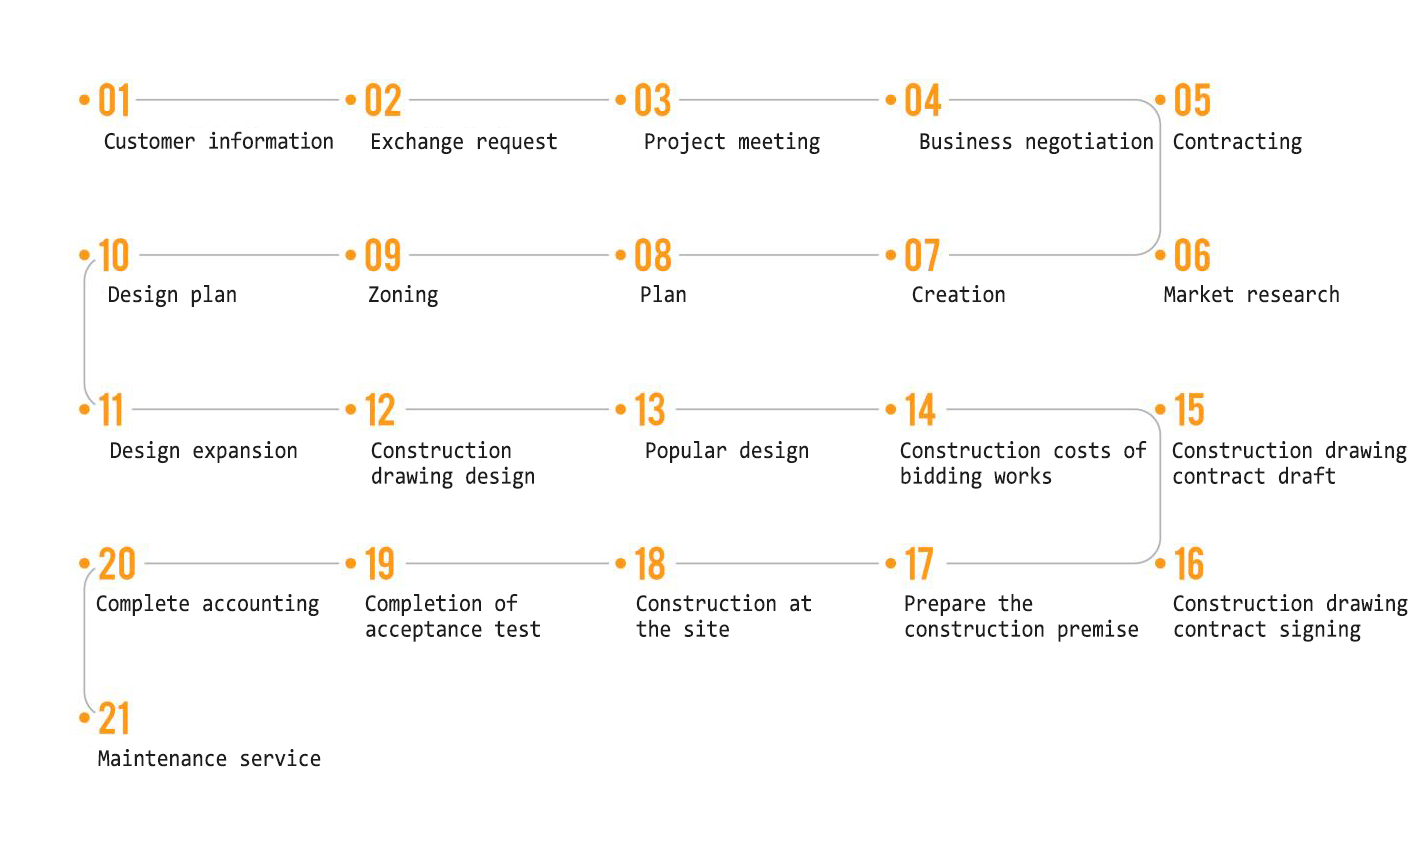 01 02 03 04 05
Customer information Exchange request Project meeting Business negotiation Contracting
10 09 08 07 06
Design plan Zoning Plan Creation Market research
11 12 13 14 15
Design expansion Construction Popular design Construction costs of Construction drawing
drawing design bidding works contract draft
20 19 18 17 16
Complete accounting Completion of Construction at Prepare the Construction drawing
acceptance test the site construction premise contract signing
21
Maintenance service